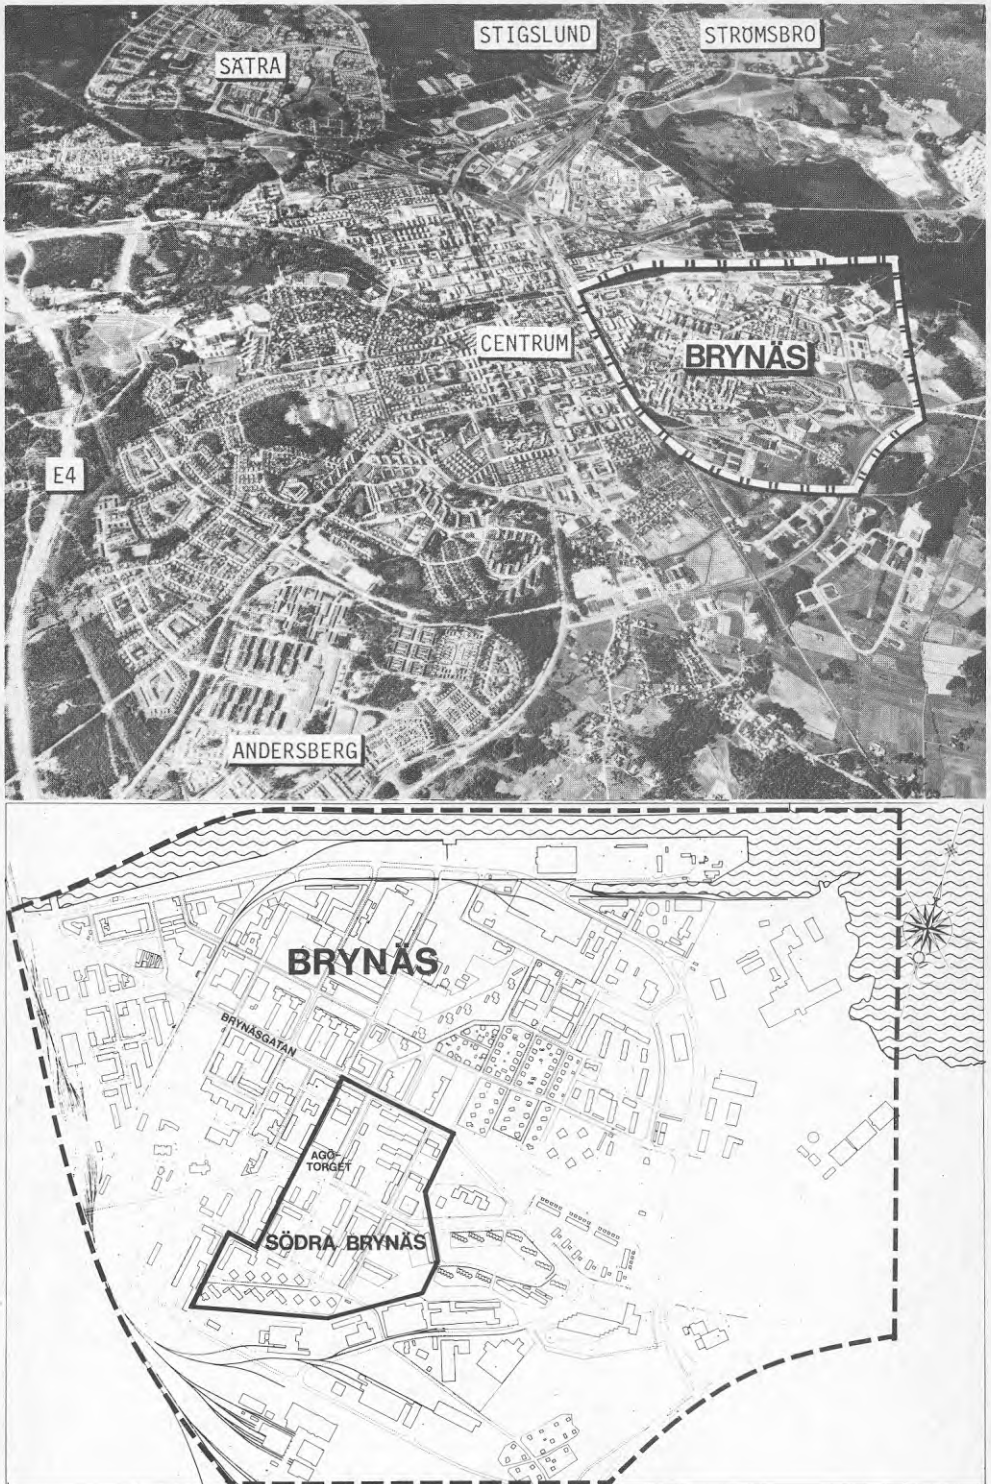 STIGSLUND
STRÖMSBRO
SÄTRA
CENTRUM
BRYNÄS
E4
ANDERSBERG
BRYNÄS
BRYNÄSGATAN
AGÖ-
TORGET
SÖDRA BRYNÄS